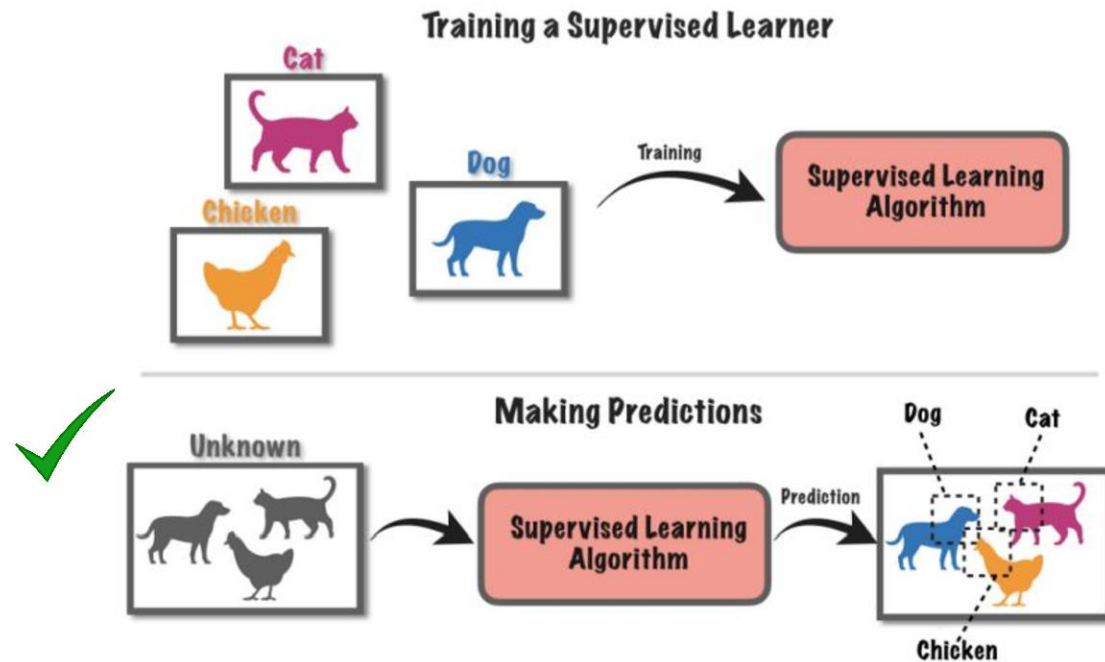 Training a Supervised Learner
Cat
Dog
Chicken
Training
Supervised Learning
Algorithm
Making Predictions
Unknown
Supervised Learning
Algorithm
Prediction
Dog
Cat
Chicken